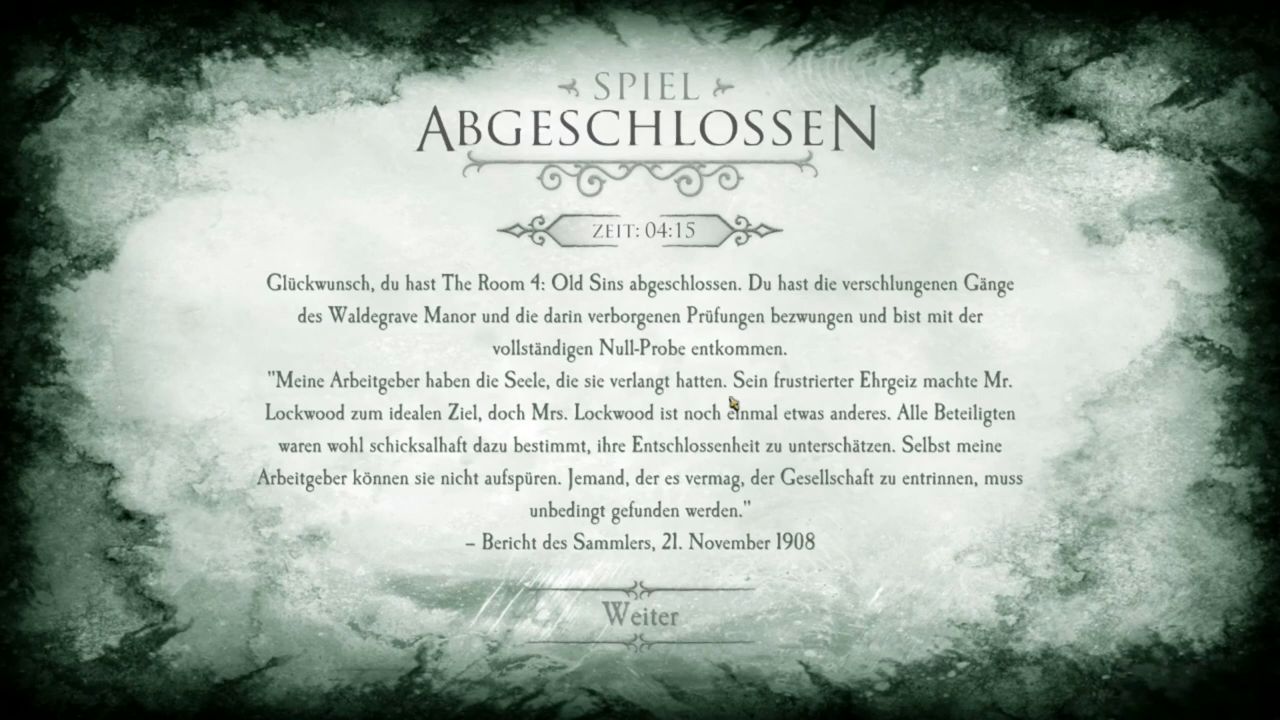 SPIEL
ABGESCHLOSSEN
ZEIT: 04:15
Glückwunsch, du hast The Room 4: Old Sins abgeschlossen. Du hast die verschlungenen Gänge
des Waldegrave Manor und die darin verborgenen Prüfungen bezwungen und bist mit der
vollständigen Null-Probe entkommen.
"Meine Arbeitgeber haben die Seele, die sie verlangt hatten. Sein frustrierter Ehrgeiz machte Mr.
Lockwood zum idealen Ziel, doch Mrs. Lockwood ist noch einmal etwas anderes. Alle Beteiligten
waren wohl schicksalhaft dazu bestimmt, ihre Entschlossenheit zu unterschätzen. Selbst meine
Arbeitgeber können sie nicht aufspüren. Jemand, der es vermag, der Gesellschaft zu entrinnen, muss
unbedingt gefunden werden."
– Bericht des Sammlers, 21. November 1908
Weiter